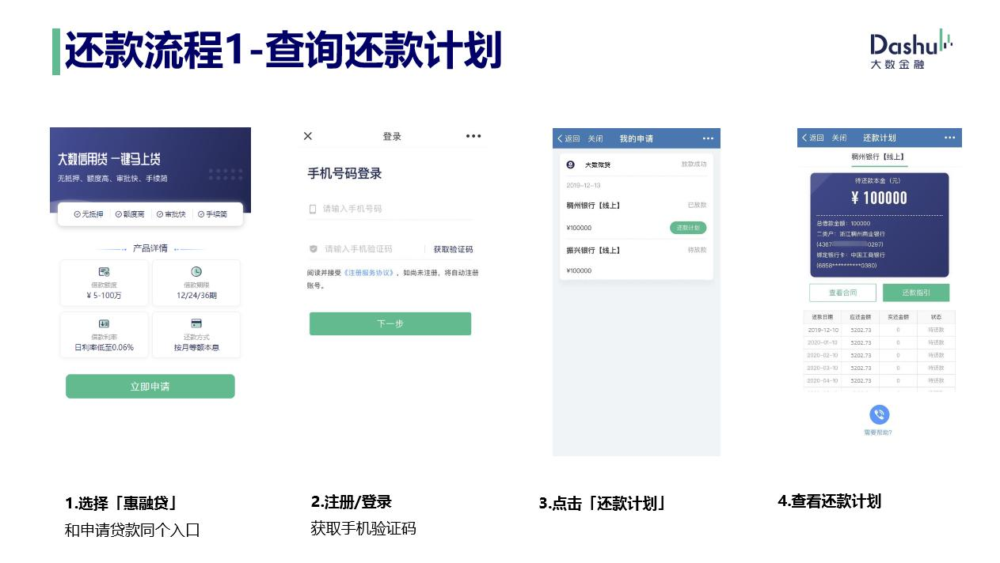 还款流程1-查询还款计划
Dashu
大数金融
大数信用贷 一键马上贷
无抵押、额度高、审批快、手续简
无抵押 额度高 审批快 手续简
产品详情
借款额度
¥ 5-100万
借款期限
12/24/36期
借款利率
日利率低至0.06%
还款方式
按月等额本息
立即申请
登录
手机号码登录
请输入手机号码
请输入手机验证码 获取验证码
阅读并接受《注册服务协议》，如尚未注册，将自动注册
账号。
下一步
返回 关闭 我的申请
大数微贷 放款成功
2019-12-13
稠州银行【线上】 已放款
¥100000 还款计划
振兴银行【线上】 待放款
¥100000
返回 关闭 还款计划
稠州银行【线上】
待还款本金（元）
¥ 100000
总借款金额：100000
二类户：浙江稠州商业银行
(4367 0297)
绑定银行卡：中国工商银行
(6858**********0380)
查看合同 还款指引
还款日期 应还金额 实还金额 状态
2019-12-10 5202.73 0 待还款
2020-01-10 5202.73 0 待还款
2020-02-10 5202.73 0 待还款
2020-03-10 5202.73 0 待还款
2020-04-10 5202.73 0 待还款
需要帮助?
1.选择「惠融贷」
和申请贷款同个入口
2.注册/登录
获取手机验证码
3.点击「还款计划」
4.查看还款计划